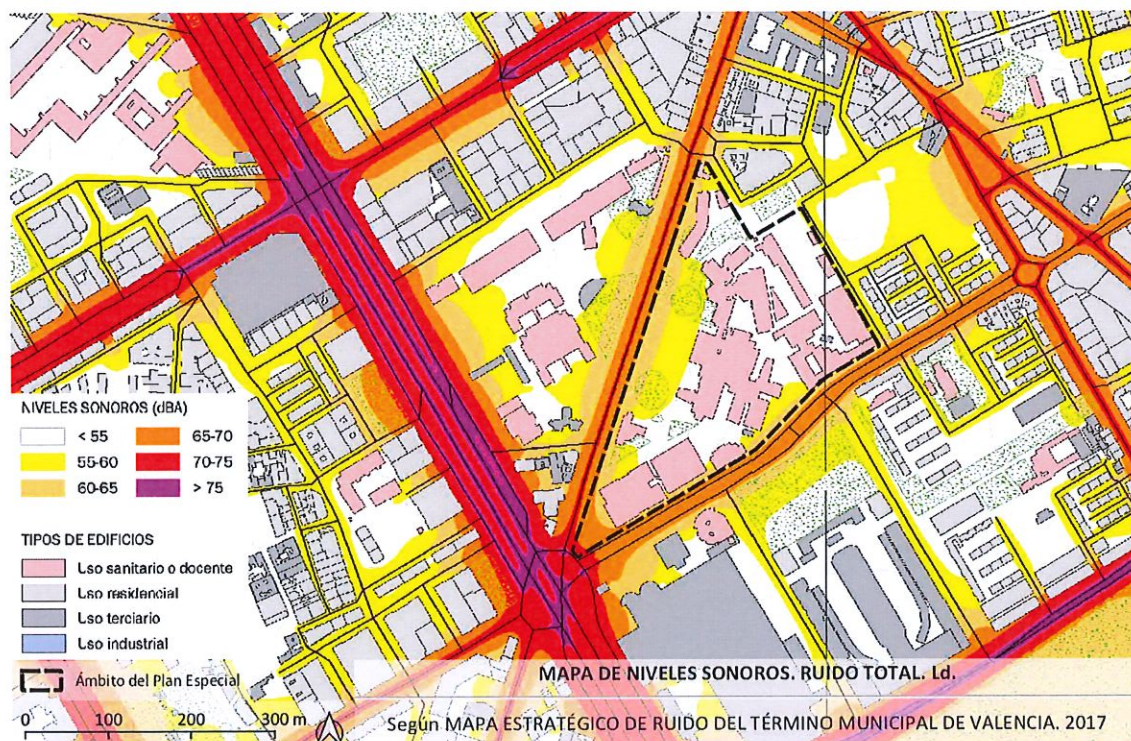 NIVELES SONOROS (dBA)
< 55
65-70
55-60
70-75
60-65
> 75
TIPOS DE EDIFICIOS
Uso sanitario o docente
Uso residencial
Uso terciario
Uso industrial
Ámbito del Plan Especial
0 100 200 300 m
MAPA DE NIVELES SONOROS. RUIDO TOTAL. Ld.
Según MAPA ESTRATÉGICO DE RUIDO DEL TÉRMINO MUNICIPAL DE VALENCIA. 2017